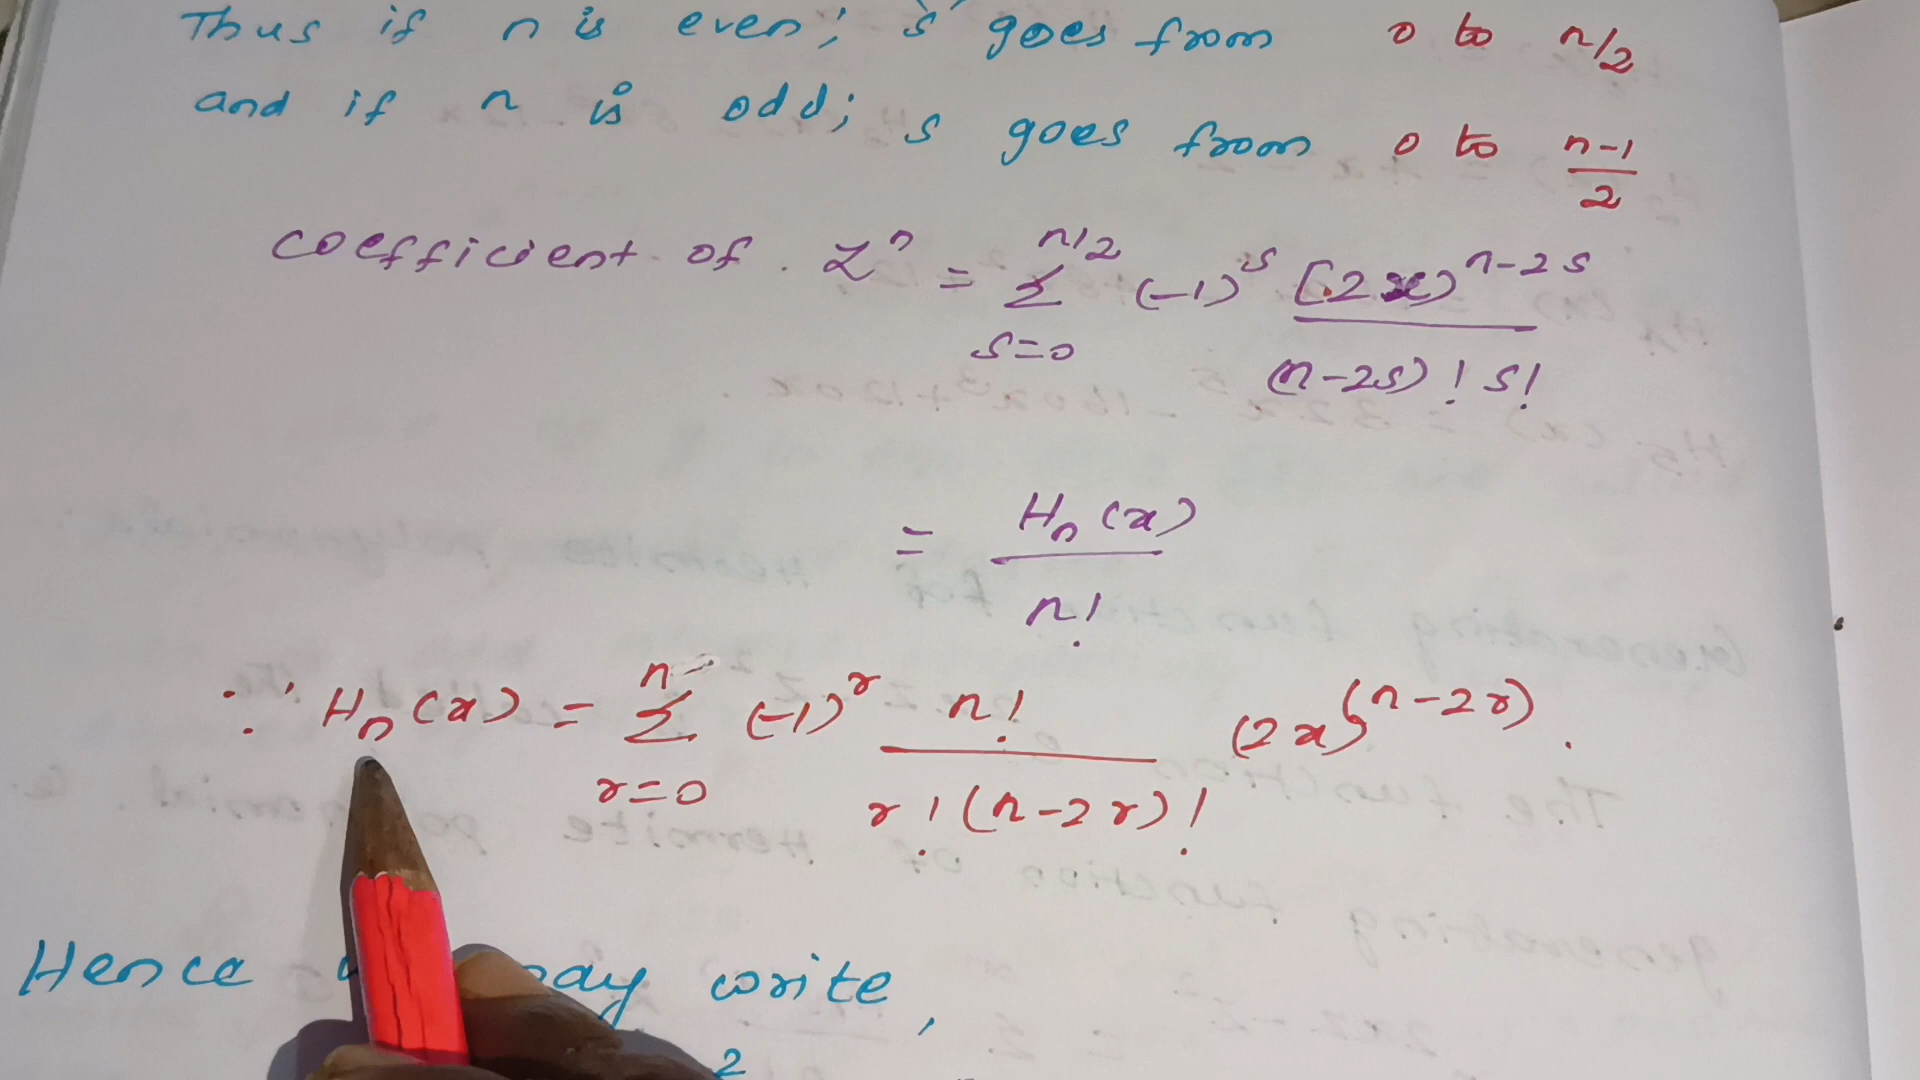 Thus if n is even; s goes from 0 to n/2
and if n is odd; s goes from 0 to (n-1)/2
coefficient of z^n = Σ_{s=0}^{n/2} (-1)^s (2x)^{n-2s} / (n-2s)! s!
= H_n(x) / n!
∵ H_n(x) = Σ_{r=0}^{n} (-1)^r n! / r!(n-2r)! (2x)^{(n-2r)}.
Hence may write,
2